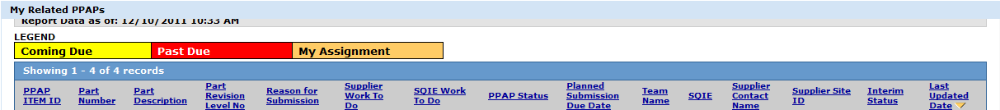 My Related PPAPs
Report Data as of: 12/10/2011 10:33 AM
LEGEND
Coming Due Past Due My Assignment
Showing 1 - 4 of 4 records
PPAP ITEM ID
Part Number
Part Description
Part Revision Level No
Reason for Submission
Supplier Work To Do
SQIE Work To Do
PPAP Status
Planned Submission Due Date
Team Name
SQIE
Supplier Contact Name
Supplier Site ID
Interim Status
Last Updated Date